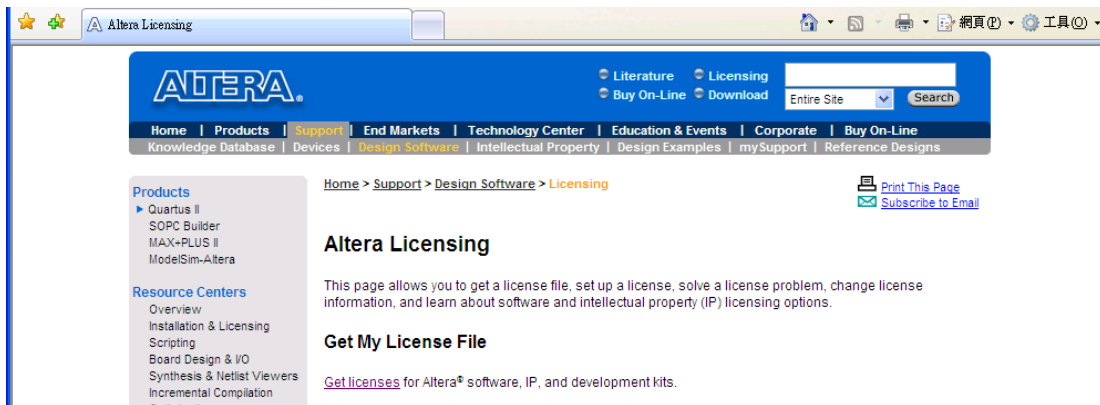 Altera Licensing
網頁(P)
工具(O)
ALTERA®
Literature
Licensing
Buy On-Line
Download
Entire Site
Search
Home | Products | Support | End Markets | Technology Center | Education & Events | Corporate | Buy On-Line
Knowledge Database | Devices | Design Software | Intellectual Property | Design Examples | mySupport | Reference Designs
Products
Quartus II
SOPC Builder
MAX+PLUS II
ModelSim-Altera
Resource Centers
Overview
Installation & Licensing
Scripting
Board Design & I/O
Synthesis & Netlist Viewers
Incremental Compilation
Home > Support > Design Software > Licensing
Print This Page
Subscribe to Email
Altera Licensing
This page allows you to get a license file, set up a license, solve a license problem, change license
information, and learn about software and intellectual property (IP) licensing options.
Get My License File
Get licenses for Altera® software, IP, and development kits.